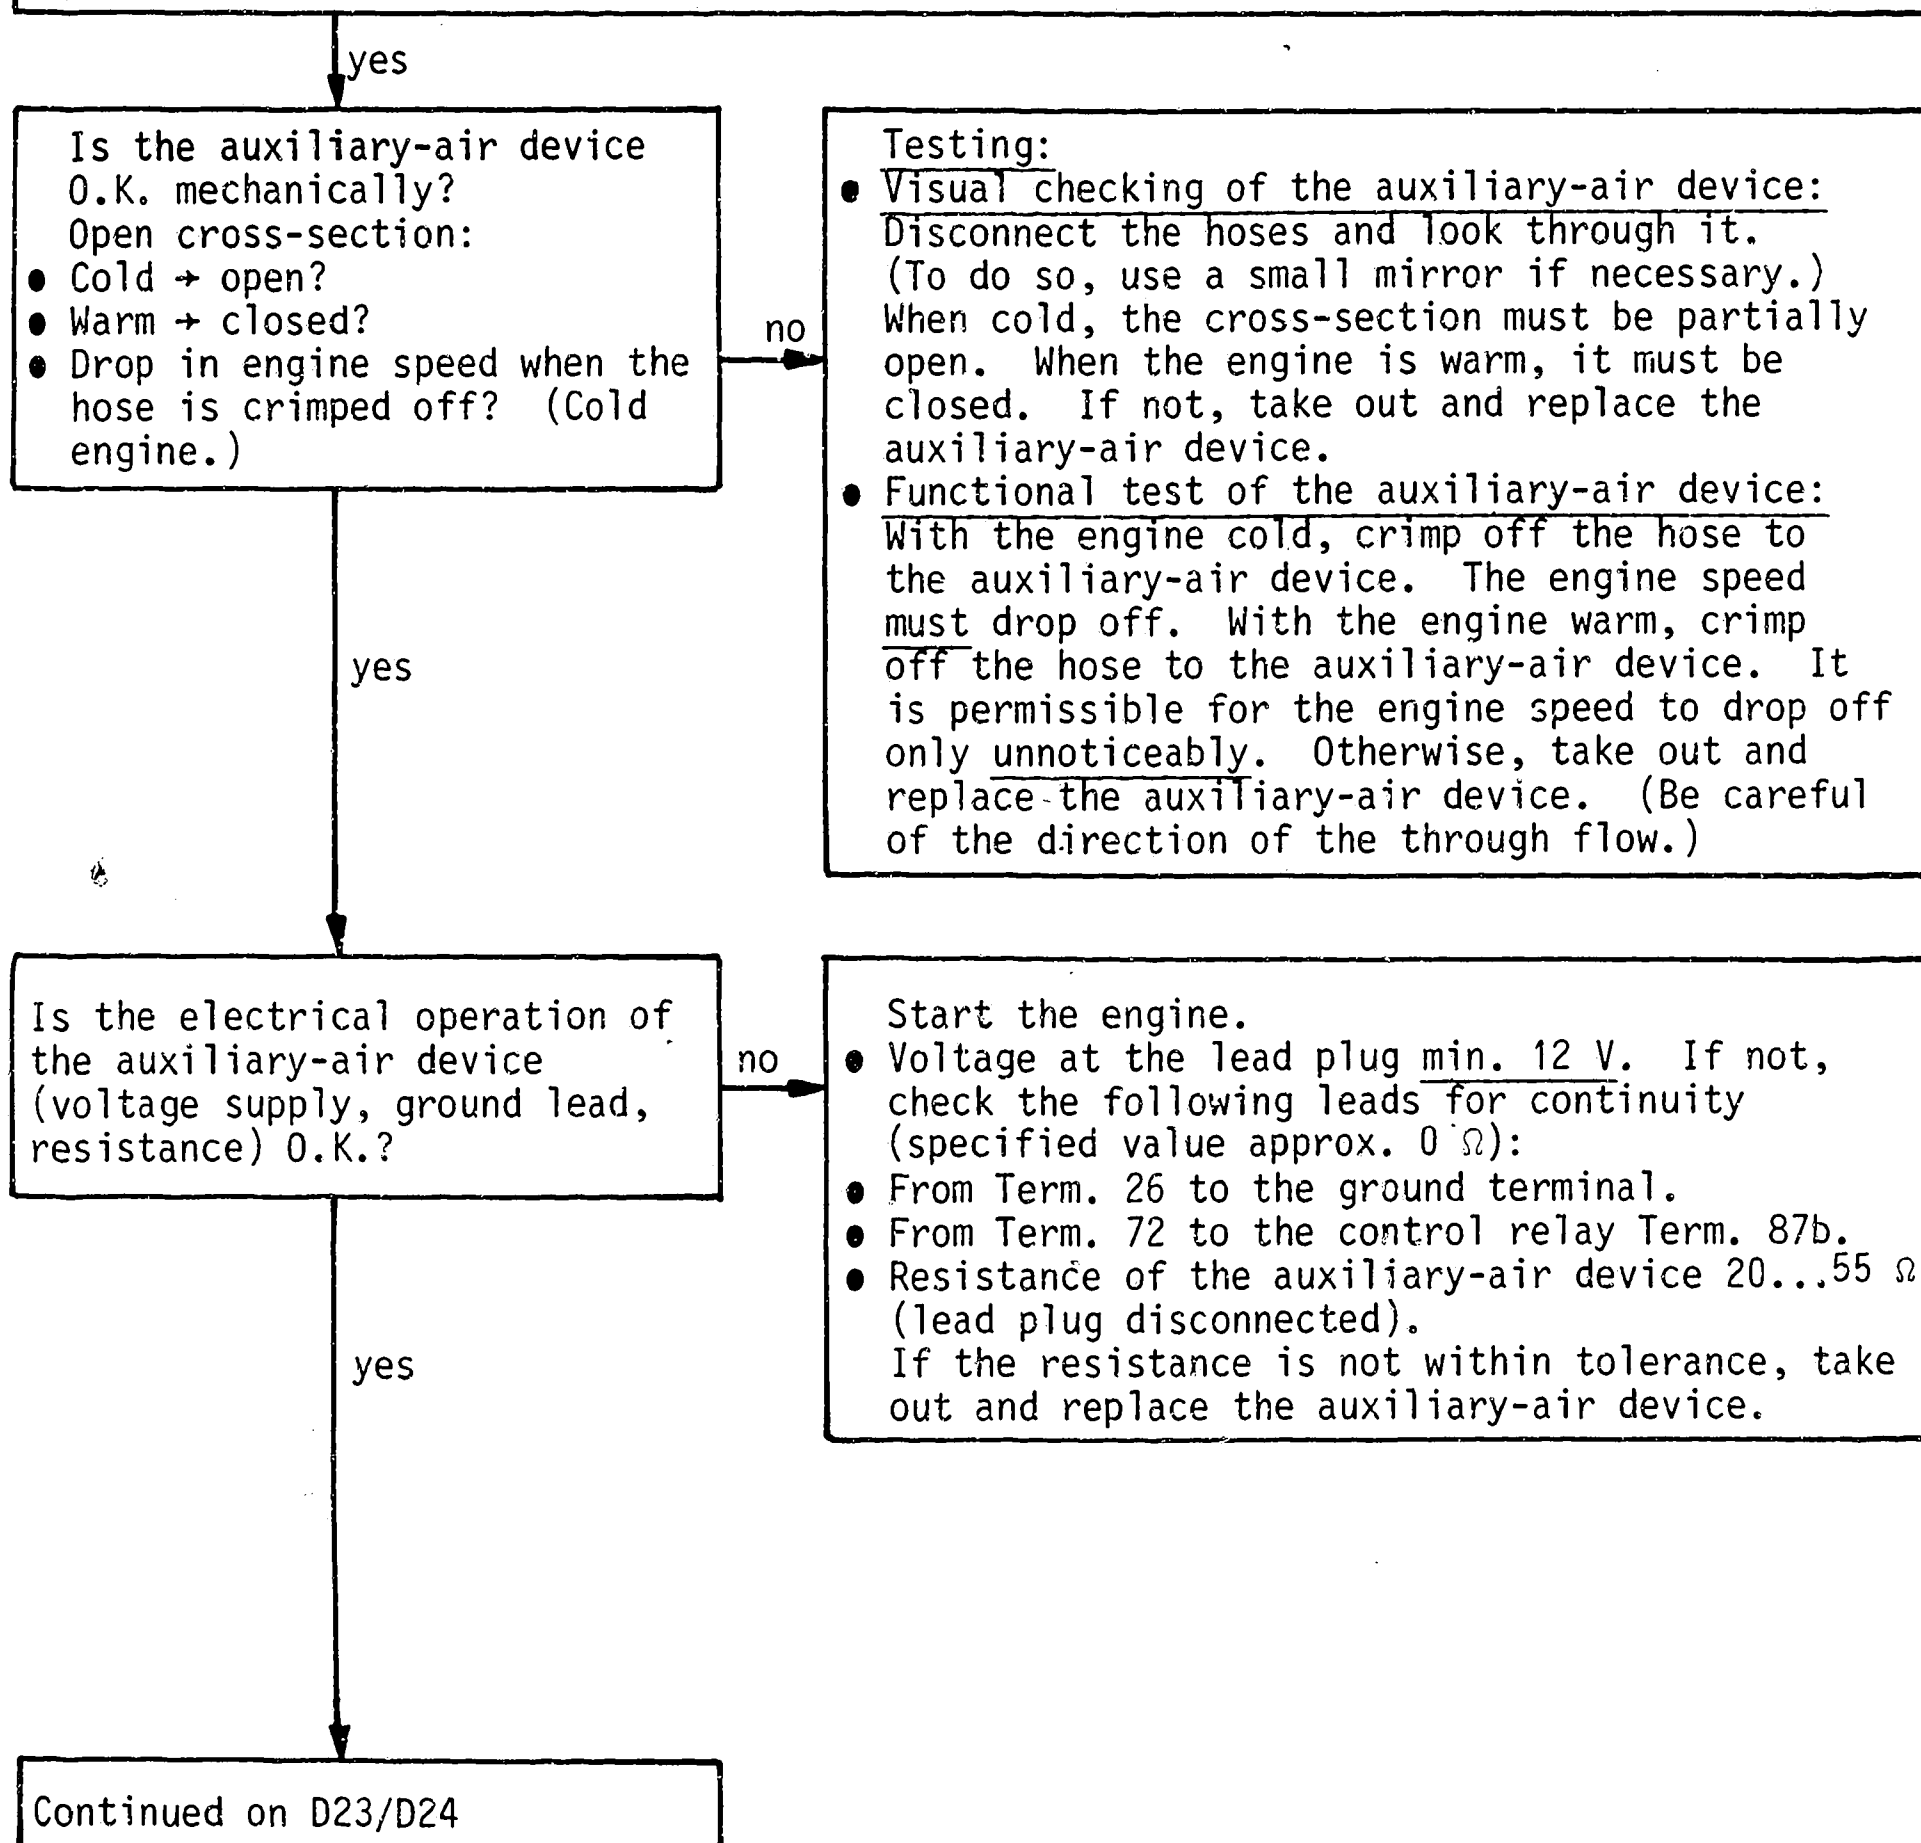 yes
Is the auxiliary-air device
O.K. mechanically?
Open cross-section:
● Cold → open?
● Warm → closed?
● Drop in engine speed when the
hose is crimped off? (Cold
engine.)
no
Testing:
● Visual checking of the auxiliary-air device:
Disconnect the hoses and look through it.
(To do so, use a small mirror if necessary.)
When cold, the cross-section must be partially
open. When the engine is warm, it must be
closed. If not, take out and replace the
auxiliary-air device.
● Functional test of the auxiliary-air device:
With the engine cold, crimp off the hose to
the auxiliary-air device. The engine speed
must drop off. With the engine warm, crimp
off the hose to the auxiliary-air device. It
is permissible for the engine speed to drop off
only unnoticeably. Otherwise, take out and
replace the auxiliary-air device. (Be careful
of the direction of the through flow.)
yes
Is the electrical operation of
the auxiliary-air device
(voltage supply, ground lead,
resistance) O.K.?
no
Start the engine.
● Voltage at the lead plug min. 12 V. If not,
check the following leads for continuity
(specified value approx. 0 Ω):
● From Term. 26 to the ground terminal.
● From Term. 72 to the control relay Term. 87b.
● Resistance of the auxiliary-air device 20...55 Ω
(lead plug disconnected).
If the resistance is not within tolerance, take
out and replace the auxiliary-air device.
yes
Continued on D23/D24